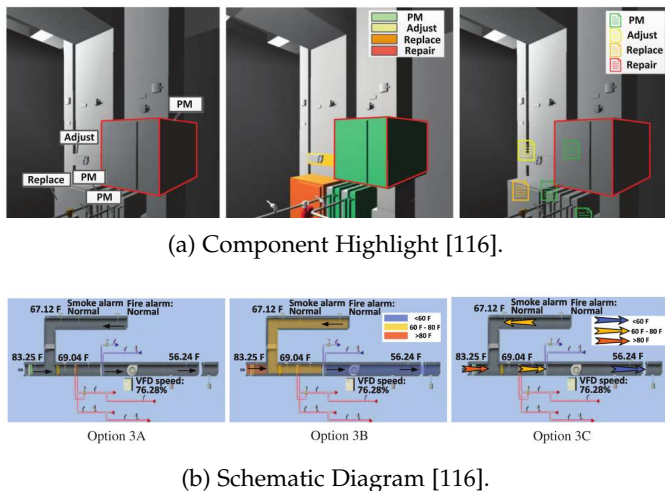 PM
Adjust
PM
Replace
PM
PM
Adjust
Replace
Repair
PM
Adjust
Replace
Repair
(a) Component Highlight [116].
Smoke alarm Fire alarm:
67.12 F Normal Normal
83.25 F 69.04 F 56.24 F
VFD speed:
76.28%
Option 3A
Smoke alarm Fire alarm:
67.12 F Normal Normal
<60 F
60 F - 80 F
>80 F
83.25 F 69.04 F 56.24 F
VFD speed:
76.28%
Option 3B
Smoke alarm Fire alarm:
67.12 F Normal Normal
<60 F
60 F - 80 F
>80 F
83.25 F 69.04 F 56.24 F
VFD speed:
76.28%
Option 3C
(b) Schematic Diagram [116].